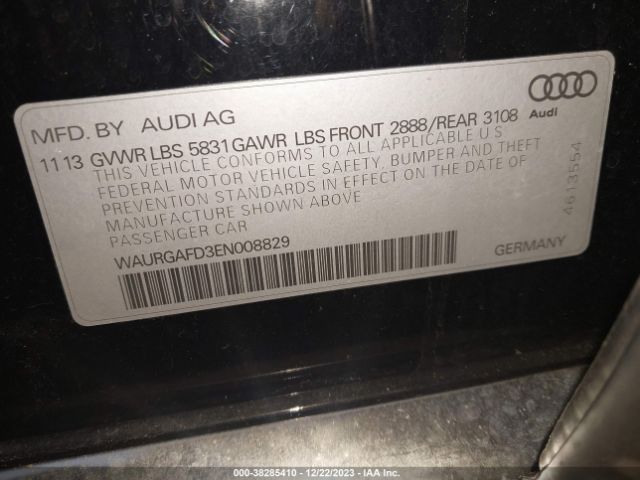 MFD. BY AUDI AG
Audi
11 13 GVWR LBS 5831 GAWR LBS FRONT 2888/REAR 3108
THIS VEHICLE CONFORMS TO ALL APPLICABLE U S
FEDERAL MOTOR VEHICLE SAFETY, BUMPER AND THEFT
PREVENTION STANDARDS IN EFFECT ON THE DATE OF
MANUFACTURE SHOWN ABOVE
PASSENGER CAR
4613554
WAURGAFD3EN008829
GERMANY
000-38285410 - 12/22/2023 - IAA Inc.